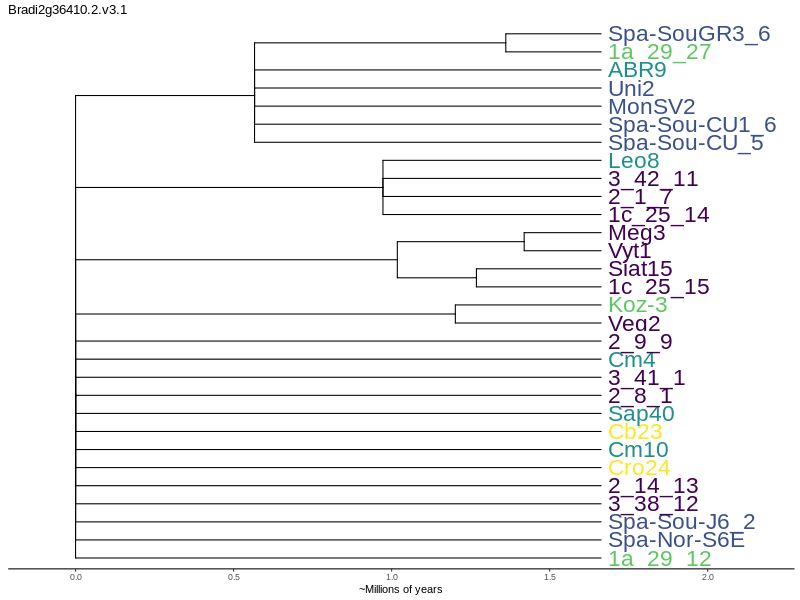 Bradi2g36410.2.v3.1
Spa-SouGR3_6
1a_29_27
ABR9
Uni2
MonSV2
Spa-Sou-CU1_6
Spa-Sou-CU_5
Leo8
3_42_11
2_1_7
1c_25_14
Meg3
Vyt1
Siat15
1c_25_15
Koz-3
Veg2
2_9_9
Cm4
3_41_1
2_8_1
Sap40
Cb23
Cm10
Cro24
2_14_13
3_38_12
Spa-Sou-J6_2
Spa-Nor-S6E
1a_29_12
0.0 0.5 1.0 1.5 2.0
~Millions of years